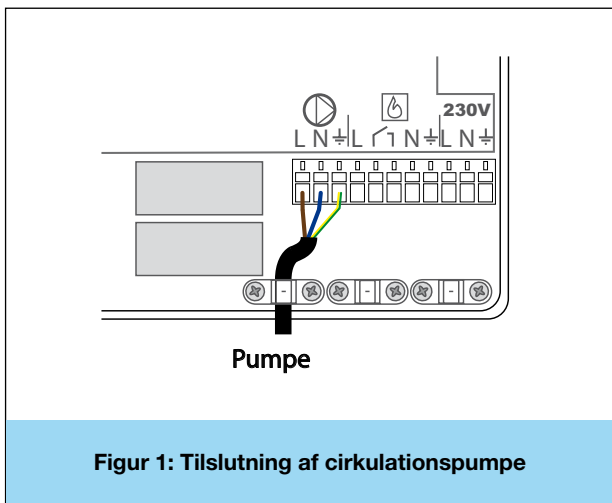 230V
L N ⏚ L N ⏚ L N ⏚
- - -
Pumpe
Figur 1: Tilslutning af cirkulationspumpe